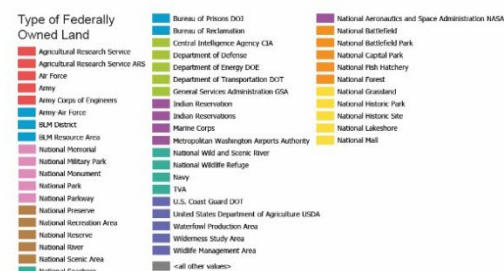 Type of Federally
Owned Land
Agricultural Research Service
Agricultural Research Service ARS
Air Force
Army
Army Corps of Engineers
Army-Air Force
BLM District
BLM Resource Area
National Memorial
National Military Park
National Monument
National Park
National Parkway
National Preserve
National Recreation Area
National Reserve
National River
National Scenic Area
National Seashore
Bureau of Prisons DOJ
Bureau of Reclamation
Central Intelligence Agency CIA
Department of Defense
Department of Energy DOE
Department of Transportation DOT
General Services Administration GSA
Indian Reservation
Indian Reservations
Marine Corps
Metropolitan Washington Airports Authority
National Wild and Scenic River
National Wildlife Refuge
Navy
TVA
U.S. Coast Guard DOT
United States Department of Agriculture USDA
Waterfowl Production Area
Wilderness Study Area
Wildlife Management Area
<all other values>
National Aeronautics and Space Administration NASA
National Battlefield
National Battlefield Park
National Capital Park
National Fish Hatchery
National Forest
National Grassland
National Historic Park
National Historic Site
National Lakeshore
National Mall